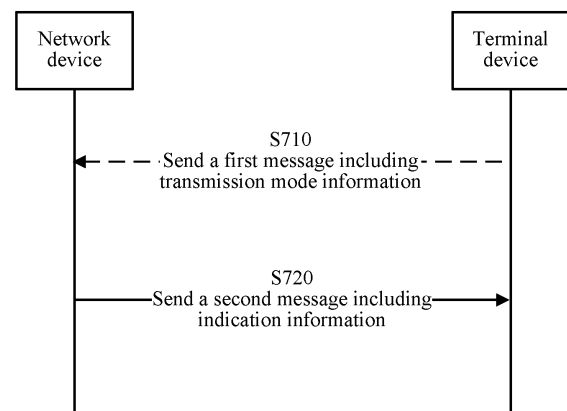 Network
device
Terminal
device
S710
Send a first message including
transmission mode information
S720
Send a second message including
indication information